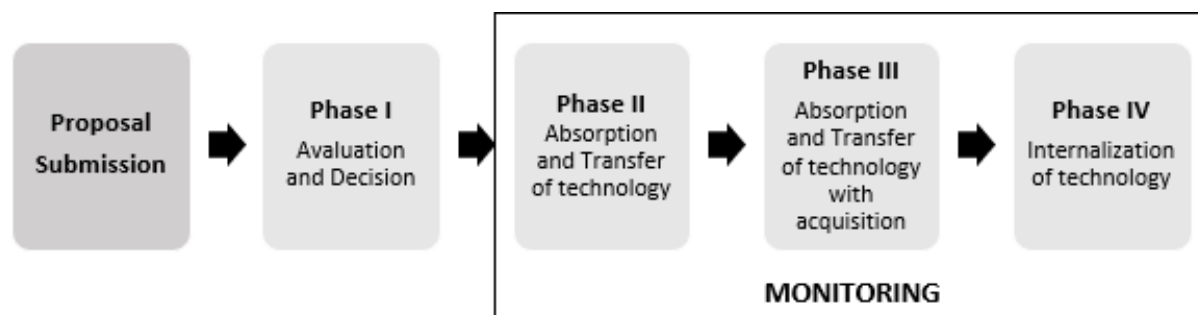 Proposal
Submission
Phase I
Avaluation
and Decision
Phase II
Absorption
and Transfer
of technology
Phase III
Absorption
and Transfer
of technology
with
acquisition
Phase IV
Internalization
of technology
MONITORING